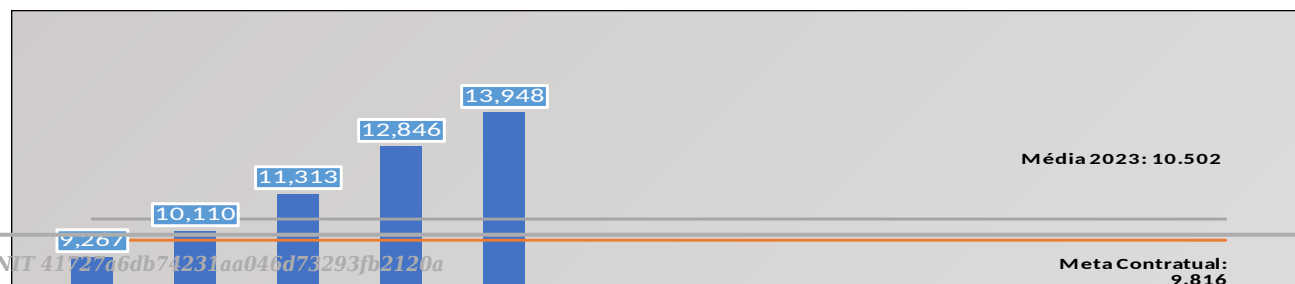 13,948
12,846
Média 2023: 10.502
11,313
10,110
9,267
NIT 41727a6db74231aa046d73293fb2120a
Meta Contratual:
9.816